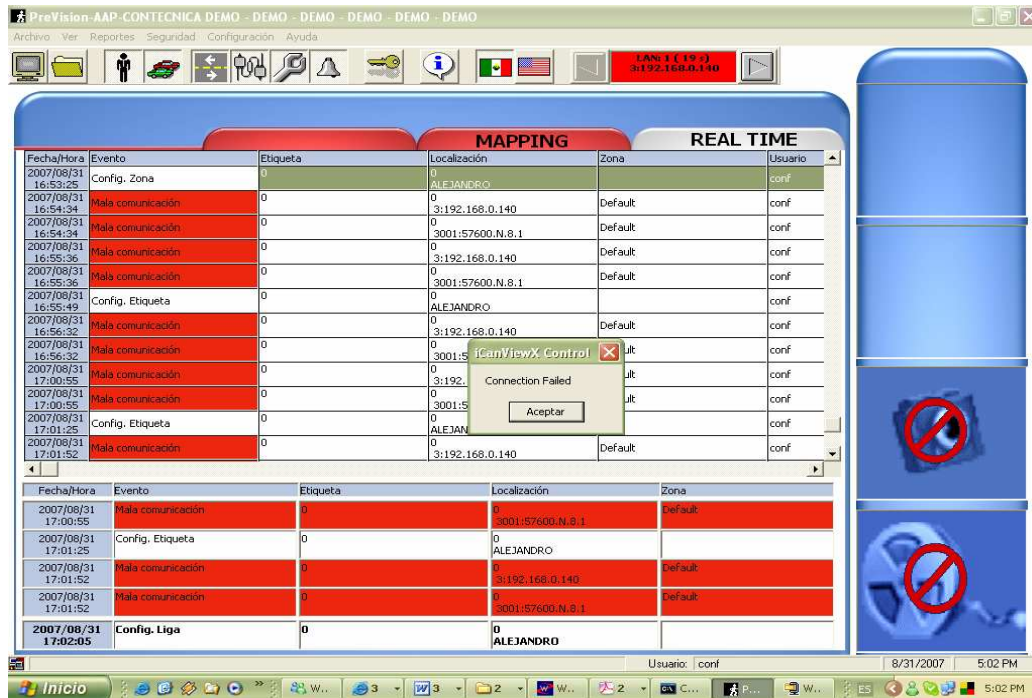 PreVision-AAP-CONTECNICA DEMO - DEMO - DEMO - DEMO - DEMO - DEMO
Archivo Ver Reportes Seguridad Configuración Ayuda
LAN: 1 ( 19 s)
3:192.168.0.140
MAPPING
REAL TIME
Fecha/Hora Evento Etiqueta Localización Zona Usuario
2007/08/31 16:53:25 Config. Zona 0 0 ALEJANDRO conf
2007/08/31 16:54:34 Mala comunicación 0 0 3:192.168.0.140 Default conf
2007/08/31 16:54:34 Mala comunicación 0 0 3001:57600.N.8.1 Default conf
2007/08/31 16:55:36 Mala comunicación 0 0 3:192.168.0.140 Default conf
2007/08/31 16:55:36 Mala comunicación 0 0 3001:57600.N.8.1 Default conf
2007/08/31 16:55:49 Config. Etiqueta 0 0 ALEJANDRO conf
2007/08/31 16:56:32 Mala comunicación 0 0 3:192.168.0.140 Default conf
2007/08/31 16:56:32 Mala comunicación 0 0 3001:5 ult conf
2007/08/31 17:00:55 Mala comunicación 0 0 3:192. ult conf
2007/08/31 17:00:55 Mala comunicación 0 0 3001:5 ult conf
2007/08/31 17:01:25 Config. Etiqueta 0 0 ALEJAN conf
2007/08/31 17:01:52 Mala comunicación 0 0 3:192.168.0.140 Default conf
iCanViewX Control
Connection Failed
Aceptar
Fecha/Hora Evento Etiqueta Localización Zona
2007/08/31 17:00:55 Mala comunicación 0 0 3001:57600.N.8.1 Default
2007/08/31 17:01:25 Config. Etiqueta 0 0 ALEJANDRO
2007/08/31 17:01:52 Mala comunicación 0 0 3:192.168.0.140 Default
2007/08/31 17:01:52 Mala comunicación 0 0 3001:57600.N.8.1 Default
2007/08/31 17:02:05 Config. Liga 0 0 ALEJANDRO
Usuario: conf 8/31/2007 5:02 PM
Inicio » W... 3 3 2 W... 2 C... P... W... ES 5:02 PM